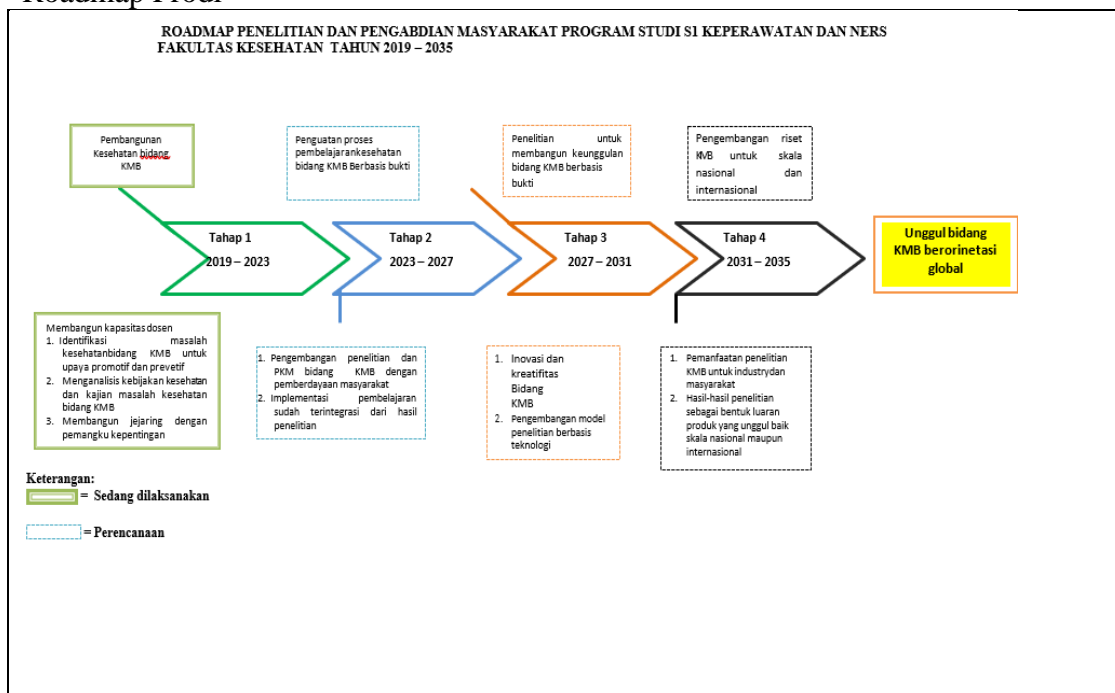 Roadmap Prodi
ROADMAP PENELITIAN DAN PENGABDIAN MASYARAKAT PROGRAM STUDI S1 KEPERAWATAN DAN NERS
FAKULTAS KESEHATAN TAHUN 2019 – 2035
Pembangunan
Kesehatan bidang
KMB
Penguatan proses
pembelajarankesehatan
bidang KMB Berbasis bukti
Penelitian untuk
membangun keunggulan
bidang KMB berbasis
bukti
Pengembangan riset
KMB untuk skala
nasional dan
internasional
Tahap 1
2019 – 2023
Tahap 2
2023 – 2027
Tahap 3
2027 – 2031
Tahap 4
2031 – 2035
Unggul bidang
KMB berorinetasi
global
Membangun kapasitas dosen
1. Identifikasi masalah
kesehatanbidang KMB untuk
upaya promotif dan prevetif
2. Menganalisis kebijakan kesehatan
dan kajian masalah kesehatan
bidang KMB
3. Membangun jejaring dengan
pemangku kepentingan
1. Pengembangan penelitian dan
PKM bidang KMB dengan
pemberdayaan masyarakat
2. Implementasi pembelajaran
sudah terintegrasi dari hasil
penelitian
1. Inovasi dan
kreatifitas
Bidang
KMB
2. Pengembangan model
penelitian berbasis
teknologi
1. Pemanfaatan penelitian
KMB untuk industrydan
masyarakat
2. Hasil-hasil penelitian
sebagai bentuk luaran
produk yang unggul baik
skala nasional maupun
internasional
Keterangan:
= Sedang dilaksanakan
= Perencanaan